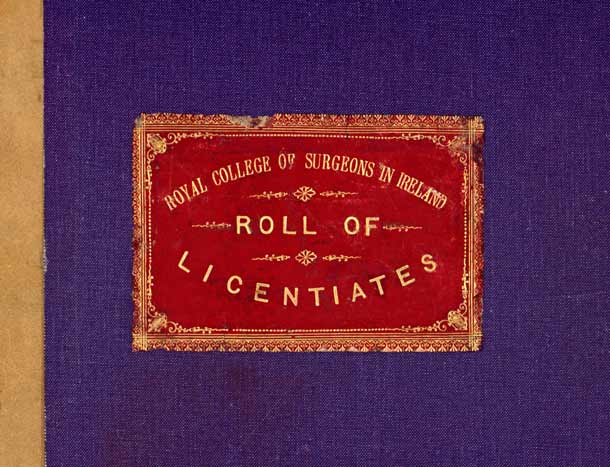 ROYAL COLLEGE OF SURGEONS IN IRELAND
ROLL OF
LICENTIATES